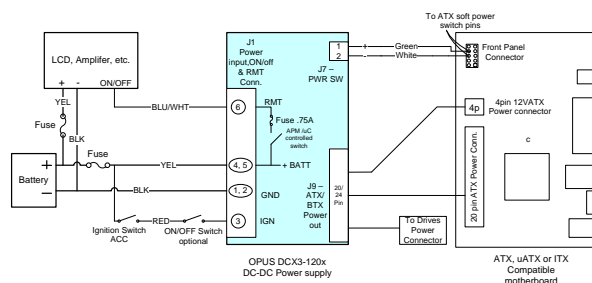 To ATX soft power
switch pins
LCD, Amplifer, etc.
+ - ON/OFF
YEL
Fuse
BLK
BLU/WHT
Fuse
Battery
+
−
YEL
BLK
RED
Ignition Switch
ACC
ON/OFF Switch
optional
J1
Power
input,ON/off
& RMT
Conn.
6
RMT
Fuse .75A
APM /uC
controlled
switch
4, 5
+ BATT
1, 2
GND
3
IGN
1
2
J7 –
PWR SW
J9 –
ATX/
BTX
Power
out
20/
24
Pin
OPUS DCX3-120x
DC-DC Power supply
+ Green
- White
Front Panel
Connector
4p
4pin 12VATX
Power connector
20 pin ATX Power Conn.
c
To Drives
Power
Connector
ATX, uATX or ITX
Compatible
motherboard